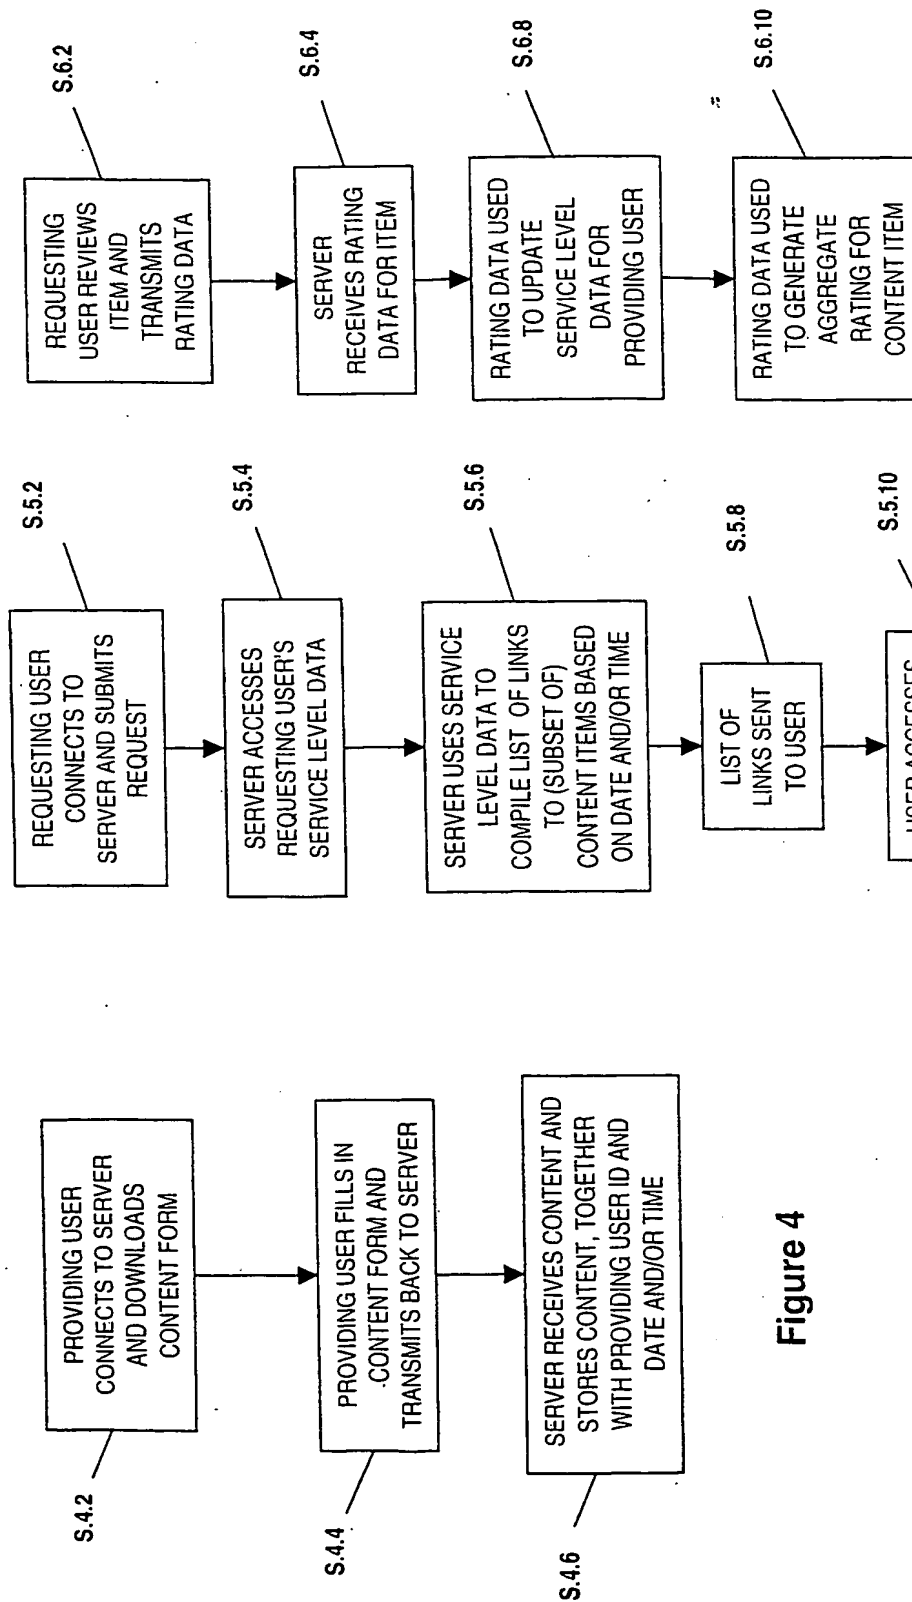 S.4.2
PROVIDING USER
CONNECTS TO SERVER
AND DOWNLOADS
CONTENT FORM
S.4.4
PROVIDING USER FILLS IN
CONTENT FORM AND
TRANSMITS BACK TO SERVER
S.4.6
SERVER RECEIVES CONTENT AND
STORES CONTENT, TOGETHER
WITH PROVIDING USER ID AND
DATE AND/OR TIME
Figure 4
S.5.2
REQUESTING USER
CONNECTS TO
SERVER AND SUBMITS
REQUEST
S.5.4
SERVER ACCESSES
REQUESTING USER'S
SERVICE LEVEL DATA
S.5.6
SERVER USES SERVICE
LEVEL DATA TO
COMPILE LIST OF LINKS
TO (SUBSET OF)
CONTENT ITEMS BASED
ON DATE AND/OR TIME
S.5.8
LIST OF
LINKS SENT
TO USER
S.5.10
USER ACCESSES
S.6.2
REQUESTING
USER REVIEWS
ITEM AND
TRANSMITS
RATING DATA
S.6.4
SERVER
RECEIVES RATING
DATA FOR ITEM
S.6.8
RATING DATA USED
TO UPDATE
SERVICE LEVEL
DATA FOR
PROVIDING USER
S.6.10
RATING DATA USED
TO GENERATE
AGGREGATE
RATING FOR
CONTENT ITEM